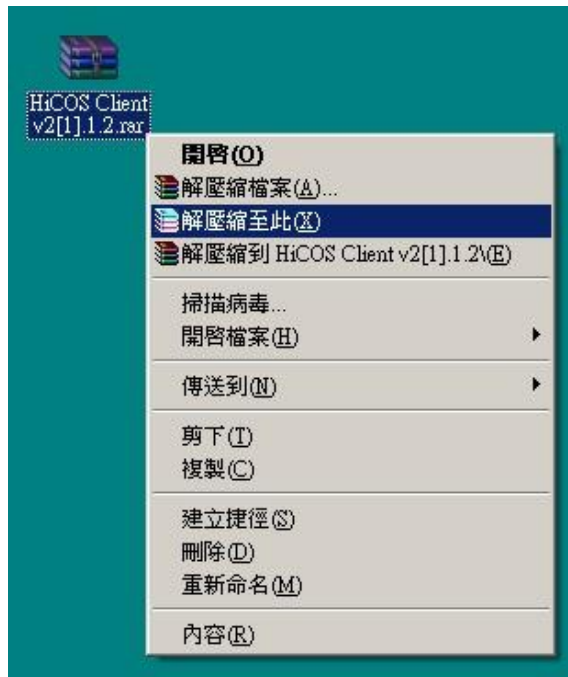 HiCOS Client
v2[1].1.2.rar
開啓(O)
解壓縮檔案(A)...
解壓縮至此(X)
解壓縮到 HiCOS Client v2[1].1.2\(E)
掃描病毒...
開啓檔案(H)
傳送到(N)
剪下(T)
複製(C)
建立捷徑(S)
刪除(D)
重新命名(M)
內容(R)